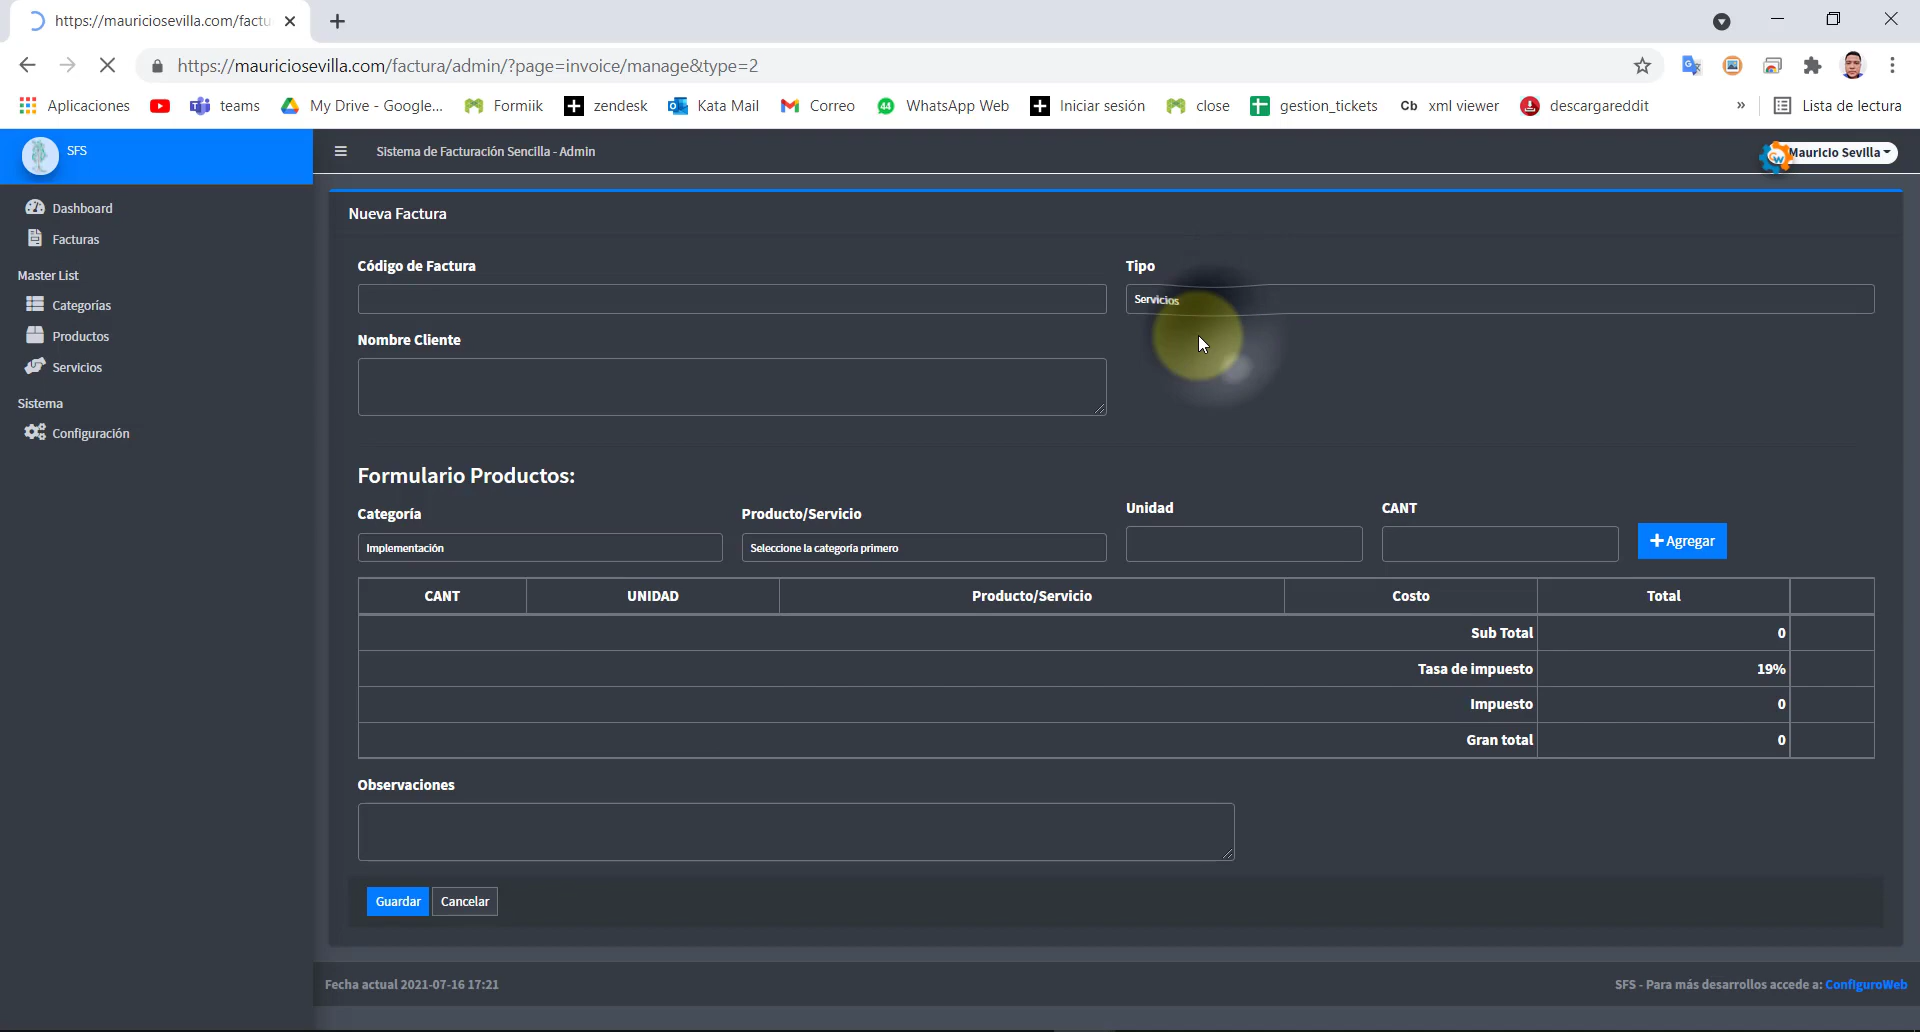 https://mauriciosevilla.com/factu
https://mauriciosevilla.com/factura/admin/?page=invoice/manage&type=2
Aplicaciones
teams
My Drive - Google...
Formiik
zendesk
Kata Mail
Correo
44
WhatsApp Web
Iniciar sesión
close
gestion_tickets
Cb
xml viewer
descargareddit
»
Lista de lectura
SFS
Sistema de Facturación Sencilla - Admin
Mauricio Sevilla
Dashboard
Facturas
Master List
Categorías
Productos
Servicios
Sistema
Configuración
Nueva Factura
Código de Factura
Tipo
Servicios
Nombre Cliente
Formulario Productos:
Categoría
Producto/Servicio
Unidad
CANT
Implementación
Seleccione la categoría primero
+ Agregar
CANT UNIDAD Producto/Servicio Costo Total
Sub Total 0
Tasa de impuesto 19%
Impuesto 0
Gran total 0
Observaciones
Guardar
Cancelar
Fecha actual 2021-07-16 17:21
SFS - Para más desarrollos accede a: ConfiguroWeb